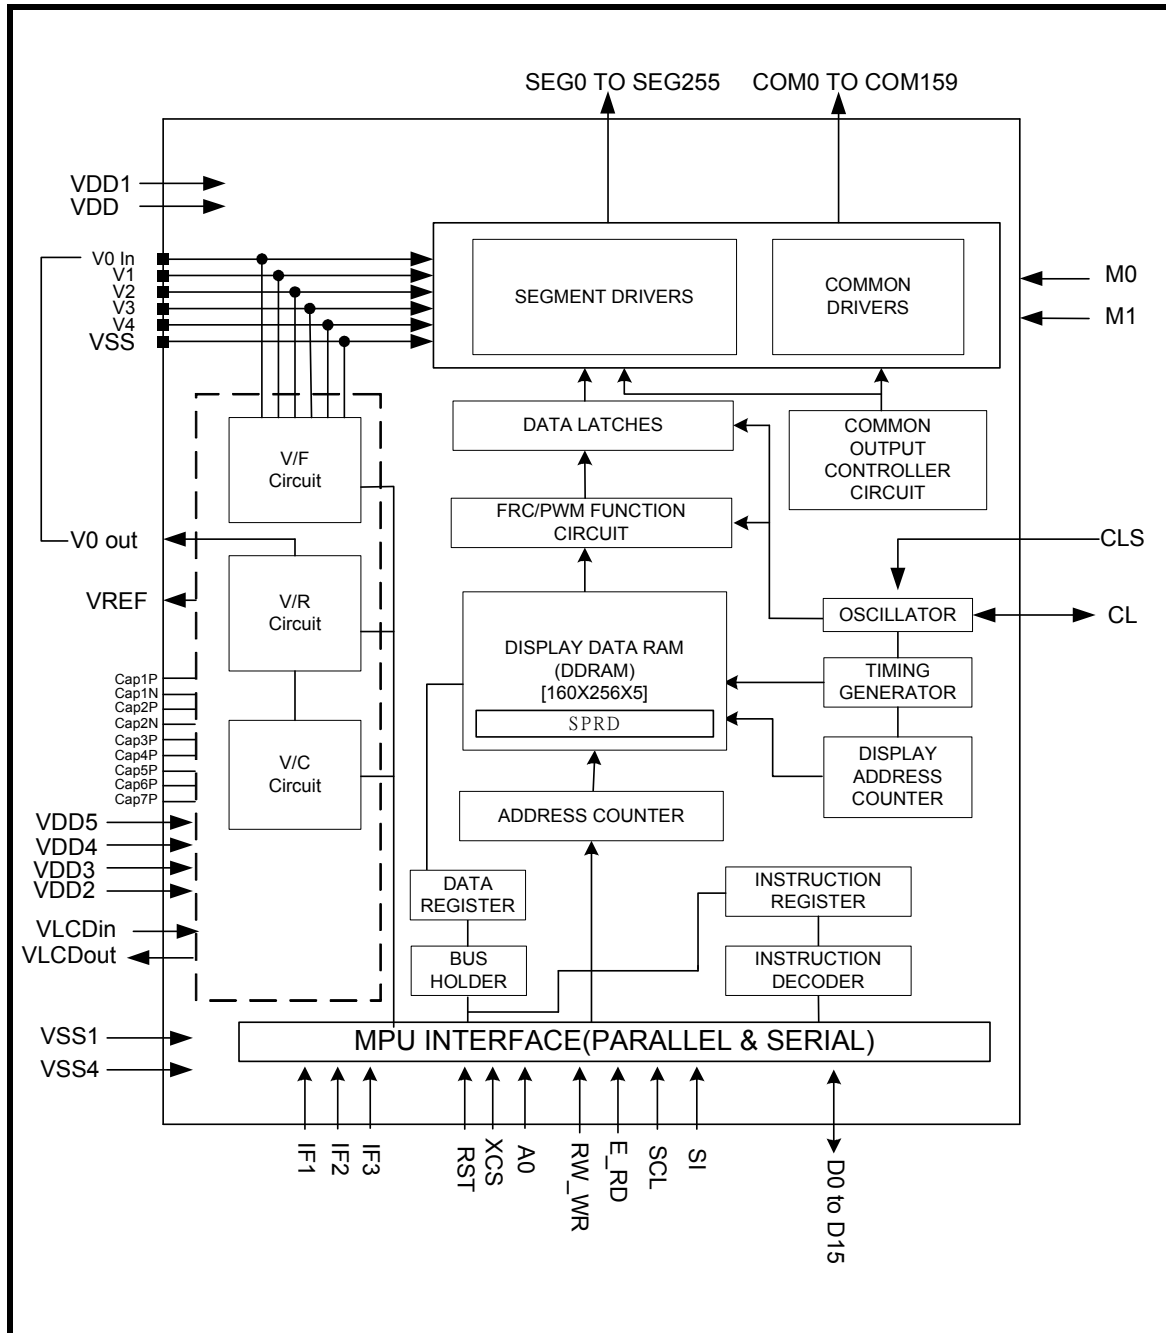 SEG0 TO SEG255 COM0 TO COM159
VDD1
VDD
V0 In
V1
V2
V3
V4
VSS
SEGMENT DRIVERS
COMMON
DRIVERS
M0
M1
DATA LATCHES
COMMON
OUTPUT
CONTROLLER
CIRCUIT
V/F
Circuit
FRC/PWM FUNCTION
CIRCUIT
V0 out
CLS
VREF
V/R
Circuit
OSCILLATOR
CL
DISPLAY DATA RAM
(DDRAM)
[160X256X5]
SPRD
TIMING
GENERATOR
Cap1P
Cap1N
Cap2P
Cap2N
Cap3P
Cap4P
Cap5P
Cap6P
Cap7P
V/C
Circuit
DISPLAY
ADDRESS
COUNTER
ADDRESS COUNTER
VDD5
VDD4
VDD3
VDD2
DATA
REGISTER
INSTRUCTION
REGISTER
VLCDin
VLCDout
BUS
HOLDER
INSTRUCTION
DECODER
VSS1
VSS4
MPU INTERFACE(PARALLEL & SERIAL)
IF1
IF2
IF3
RST
XCS
A0
RW_WR
E_RD
SCL
SI
D0 to D15